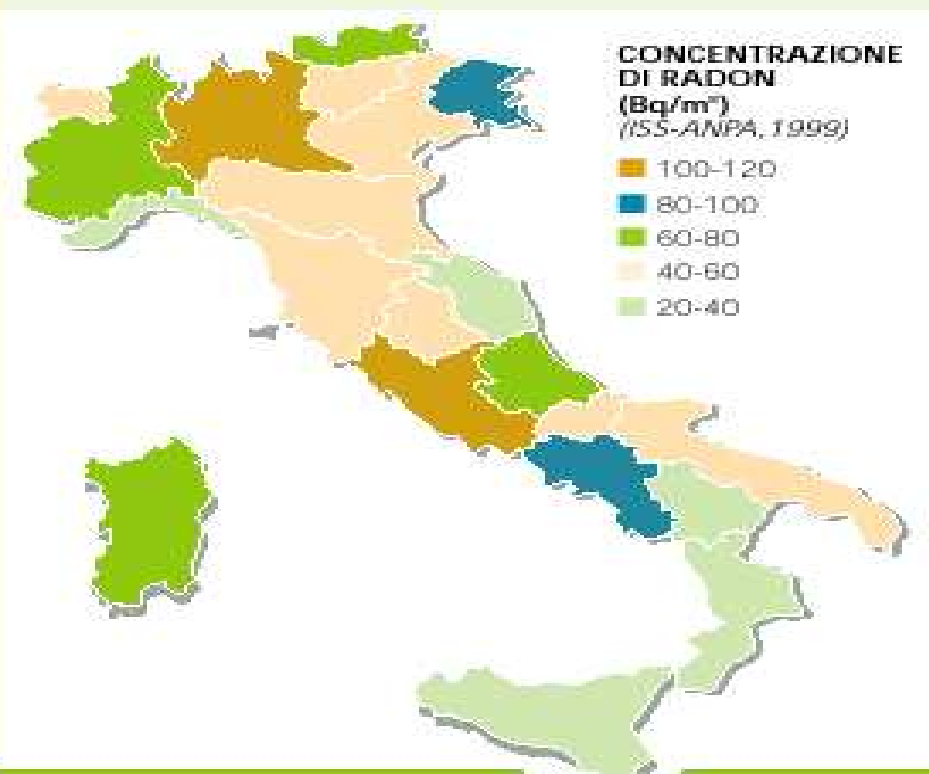 CONCENTRAZIONE
DI RADON
(Bq/m³)
(ISS-ANPA, 1999)
100-120
80-100
60-80
40-60
20-40